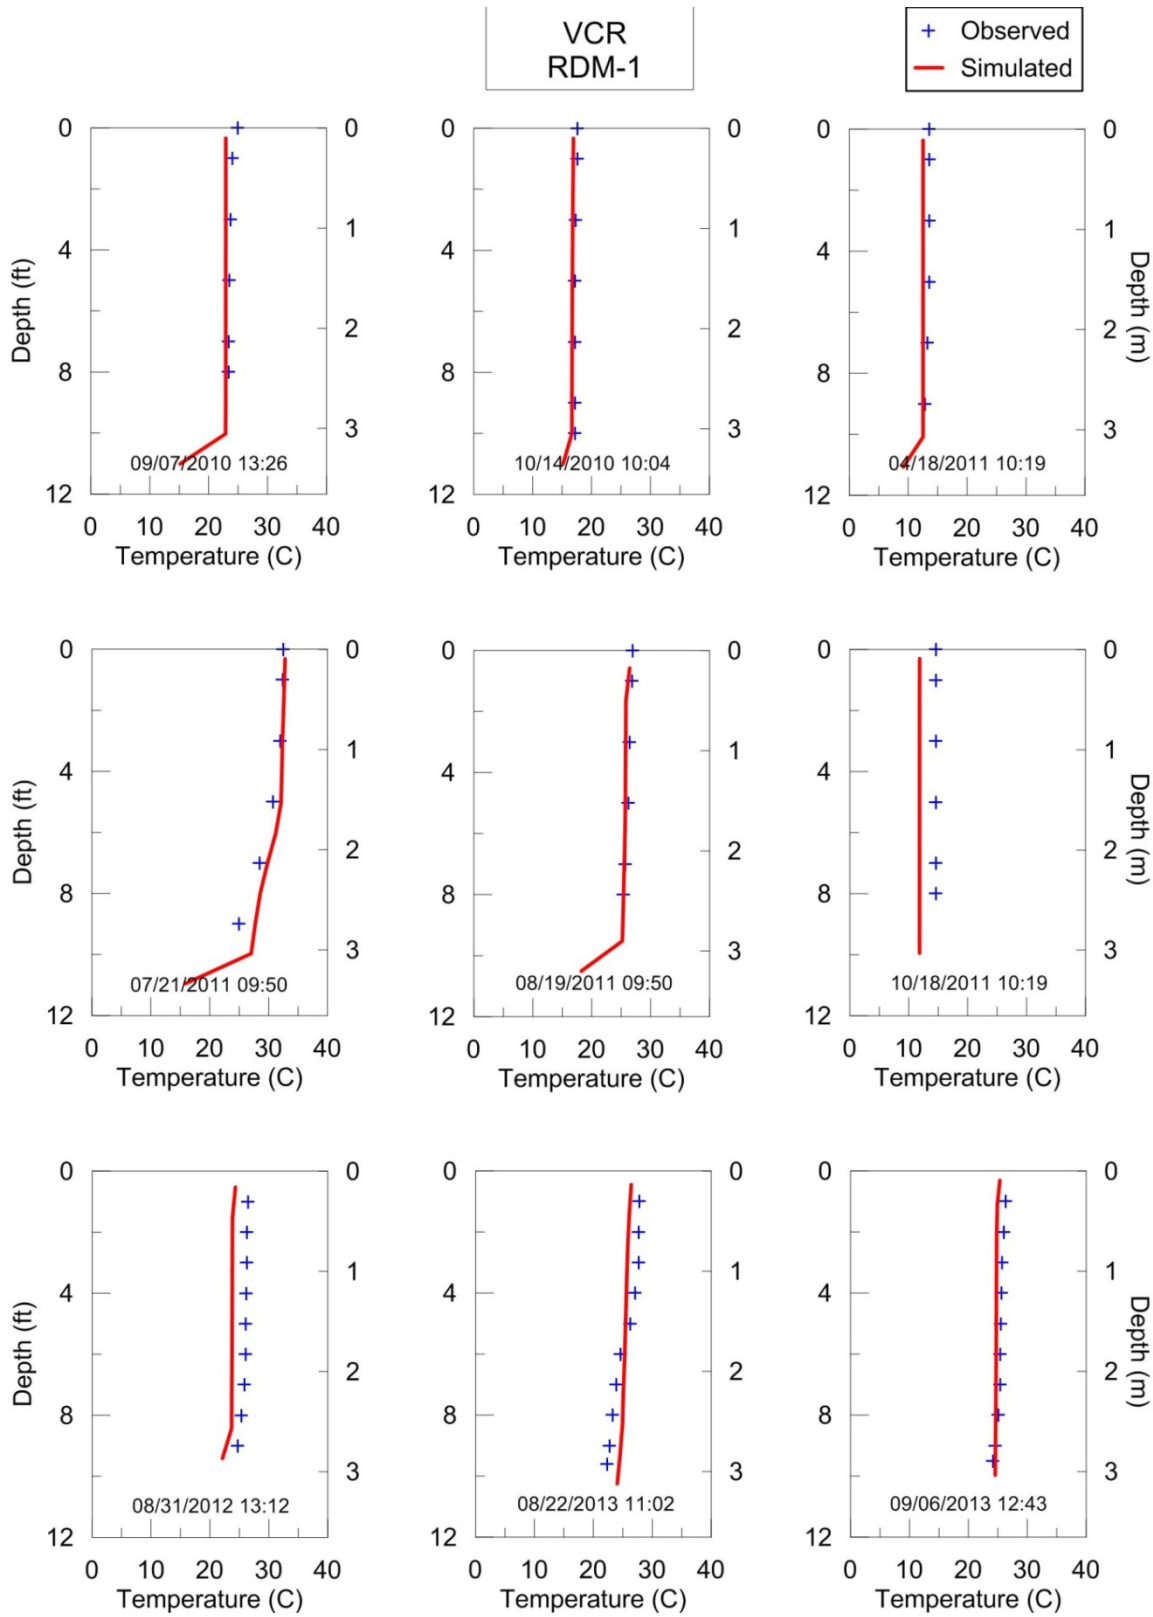 VCR
RDM-1
Observed
Simulated
0 0 0 0 0 0
1 1 1
4 4 4
2 2 2
8 8 8
3 3 3
Depth (ft)
Depth (m)
09/07/2010 13:26 10/14/2010 10:04 04/18/2011 10:19
12 12 12
0 10 20 30 40 0 10 20 30 40 0 10 20 30 40
Temperature (C) Temperature (C) Temperature (C)
0 0 0 0 0 0
1 1 1
4 4 4
2 2 2
8 8 8
3 3 3
Depth (ft)
Depth (m)
07/21/2011 09:50 08/19/2011 09:50 10/18/2011 10:19
12 12 12
0 10 20 30 40 0 10 20 30 40 0 10 20 30 40
Temperature (C) Temperature (C) Temperature (C)
0 0 0 0 0 0
1 1 1
4 4 4
2 2 2
8 8 8
3 3 3
Depth (ft)
Depth (m)
08/31/2012 13:12 08/22/2013 11:02 09/06/2013 12:43
12 12 12
0 10 20 30 40 0 10 20 30 40 0 10 20 30 40
Temperature (C) Temperature (C) Temperature (C)